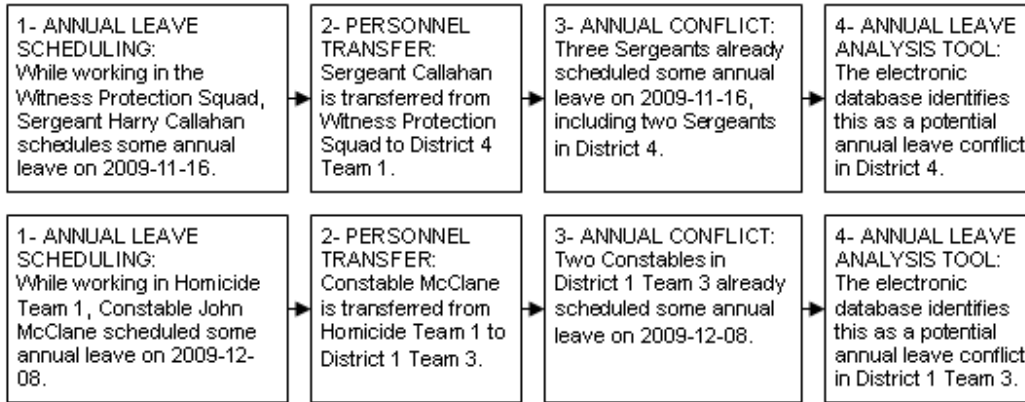 1- ANNUAL LEAVE
SCHEDULING:
While working in the
Witness Protection Squad,
Sergeant Harry Callahan
schedules some annual
leave on 2009-11-16.
2- PERSONNEL
TRANSFER:
Sergeant Callahan
is transferred from
Witness Protection
Squad to District 4
Team 1.
3- ANNUAL CONFLICT:
Three Sergeants already
scheduled some annual
leave on 2009-11-16,
including two Sergeants
in District 4.
4- ANNUAL LEAVE
ANALYSIS TOOL:
The electronic
database identifies
this as a potential
annual leave conflict
in District 4.
1- ANNUAL LEAVE
SCHEDULING:
While working in Homicide
Team 1, Constable John
McClane scheduled some
annual leave on 2009-12-
08.
2- PERSONNEL
TRANSFER:
Constable McClane
is transferred from
Homicide Team 1 to
District 1 Team 3.
3- ANNUAL CONFLICT:
Two Constables in
District 1 Team 3 already
scheduled some annual
leave on 2009-12-08.
4- ANNUAL LEAVE
ANALYSIS TOOL:
The electronic
database identifies
this as a potential
annual leave conflict
in District 1 Team 3.